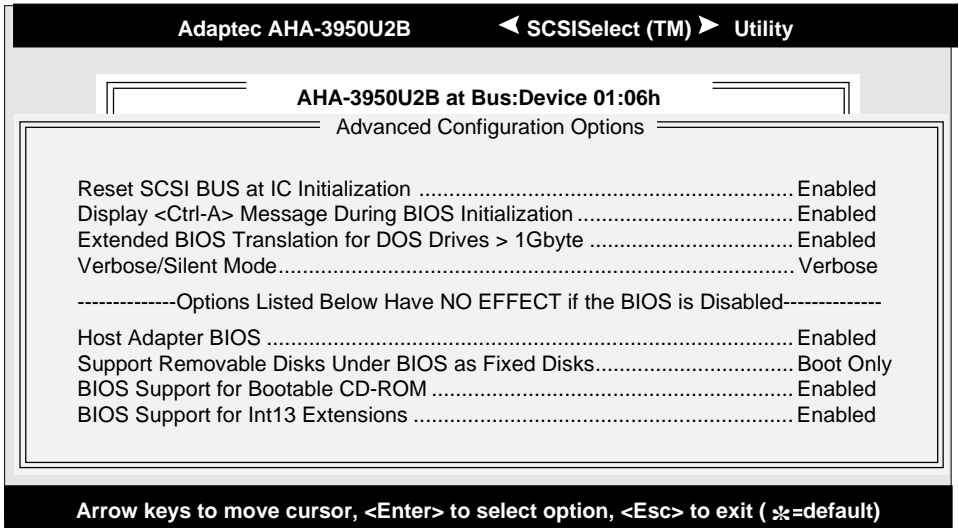 Adaptec AHA-3950U2B ⮜ SCSISelect (TM) ⮞ Utility
AHA-3950U2B at Bus:Device 01:06h
Advanced Configuration Options
Reset SCSI BUS at IC Initialization ........................................................................ Enabled
Display <Ctrl-A> Message During BIOS Initialization ......................................... Enabled
Extended BIOS Translation for DOS Drives > 1Gbyte ....................................... Enabled
Verbose/Silent Mode.................................................................................................. Verbose
--------------Options Listed Below Have NO EFFECT if the BIOS is Disabled--------------
Host Adapter BIOS ..................................................................................................... Enabled
Support Removable Disks Under BIOS as Fixed Disks...................................... Boot Only
BIOS Support for Bootable CD-ROM ..................................................................... Enabled
BIOS Support for Int13 Extensions ......................................................................... Enabled
Arrow keys to move cursor, <Enter> to select option, <Esc> to exit ( *=default)